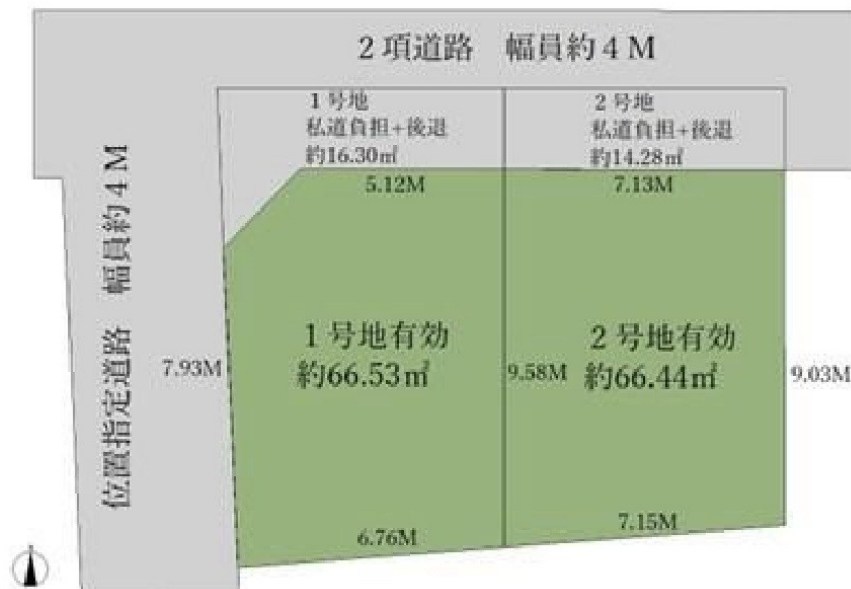 2項道路　幅員約4M
1号地
私道負担+後退
約16.30㎡
2号地
私道負担+後退
約14.28㎡
5.12M
7.13M
位置指定道路　幅員約4M
1号地有効
約66.53㎡
2号地有効
約66.44㎡
7.93M
9.58M
9.03M
6.76M
7.15M